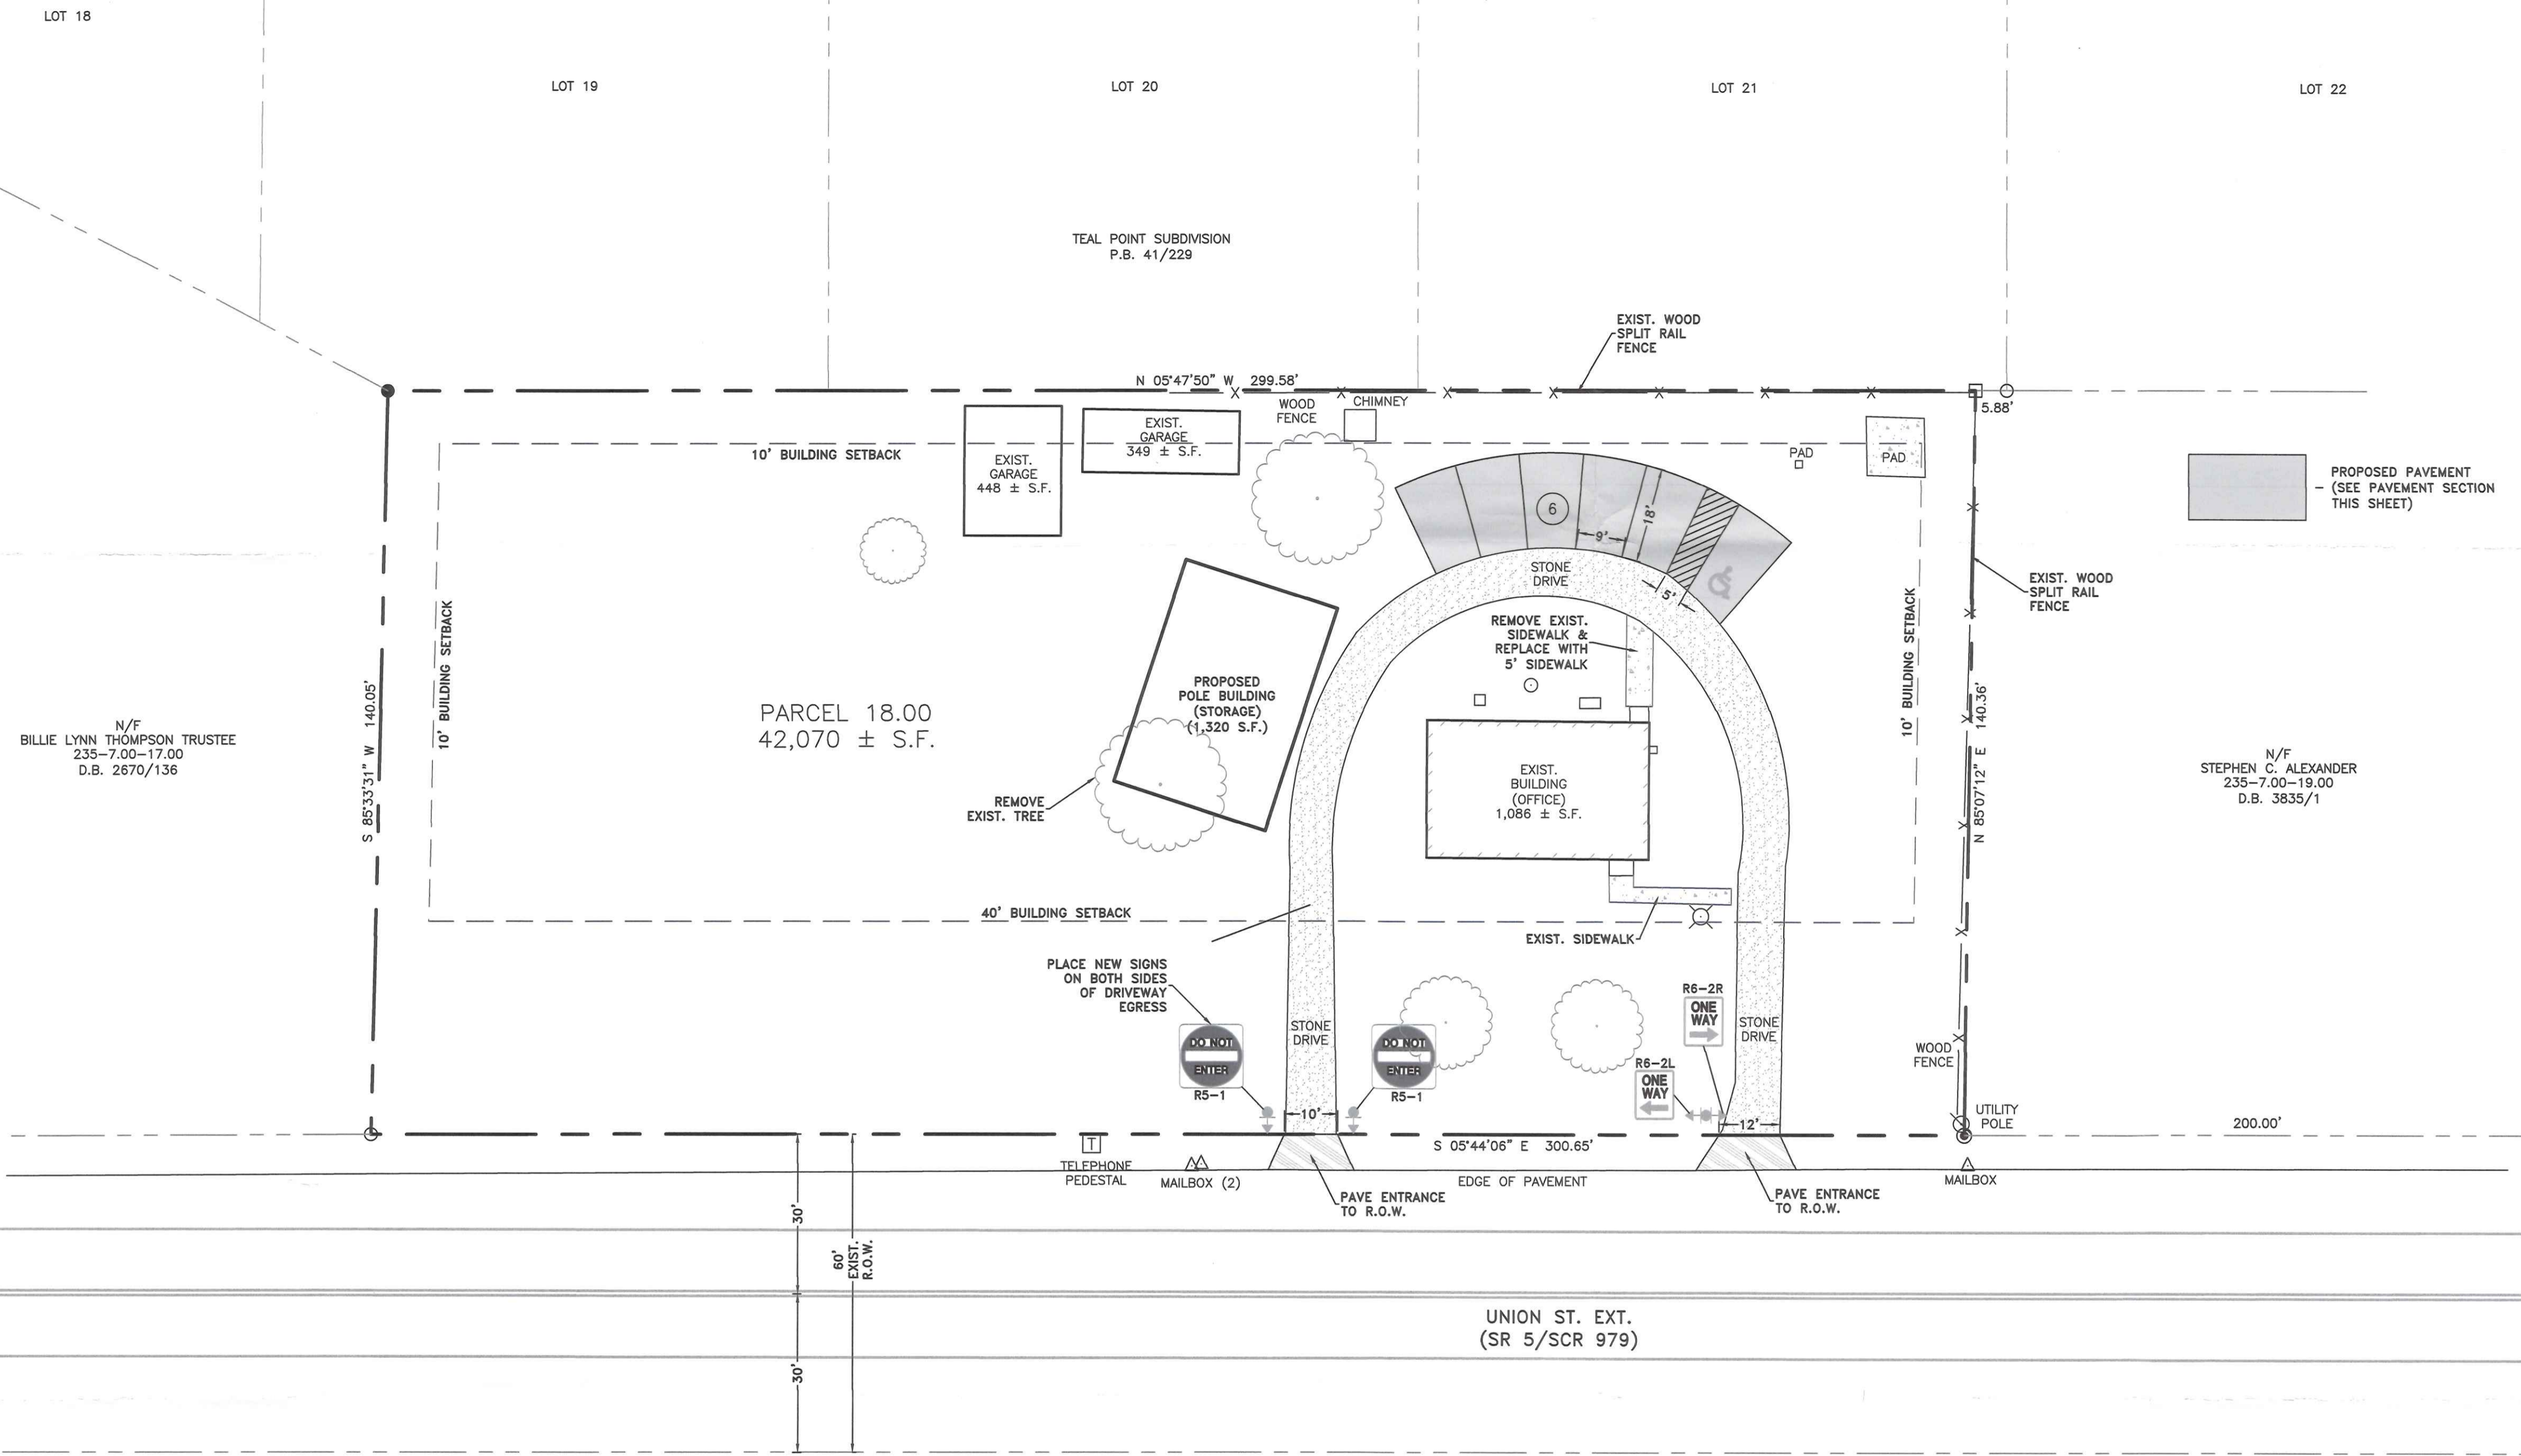 LOT 18
LOT 19
LOT 20
LOT 21
LOT 22
TEAL POINT SUBDIVISION
P.B. 41/229
EXIST. WOOD
SPLIT RAIL
FENCE
N 05°47'50" W 299.58'
WOOD
FENCE
CHIMNEY
5.88'
10' BUILDING SETBACK
EXIST.
GARAGE
448 ± S.F.
EXIST.
GARAGE
349 ± S.F.
PAD
PAD
PROPOSED PAVEMENT
(SEE PAVEMENT SECTION
THIS SHEET)
6
9'
18'
5'
STONE
DRIVE
EXIST. WOOD
SPLIT RAIL
FENCE
REMOVE EXIST.
SIDEWALK &
REPLACE WITH
5' SIDEWALK
10' BUILDING SETBACK
10' BUILDING SETBACK
PROPOSED
POLE BUILDING
(STORAGE)
(1,320 S.F.)
PARCEL 18.00
42,070 ± S.F.
N/F
BILLIE LYNN THOMPSON TRUSTEE
235-7.00-17.00
D.B. 2670/136
S 85°33'31" W 140.05'
N 85°07'12" E 140.36'
N/F
STEPHEN C. ALEXANDER
235-7.00-19.00
D.B. 3835/1
REMOVE
EXIST. TREE
EXIST.
BUILDING
(OFFICE)
1,086 ± S.F.
40' BUILDING SETBACK
EXIST. SIDEWALK
PLACE NEW SIGNS
ON BOTH SIDES
OF DRIVEWAY
EGRESS
DO NOT
ENTER
R5-1
STONE
DRIVE
DO NOT
ENTER
R5-1
R6-2R
ONE
WAY
R6-2L
ONE
WAY
STONE
DRIVE
WOOD
FENCE
10'
12'
UTILITY
POLE
200.00'
T
TELEPHONE
PEDESTAL
MAILBOX (2)
S 05°44'06" E 300.65'
EDGE OF PAVEMENT
MAILBOX
PAVE ENTRANCE
TO R.O.W.
PAVE ENTRANCE
TO R.O.W.
30'
60'
EXIST.
R.O.W.
30'
UNION ST. EXT.
(SR 5/SCR 979)